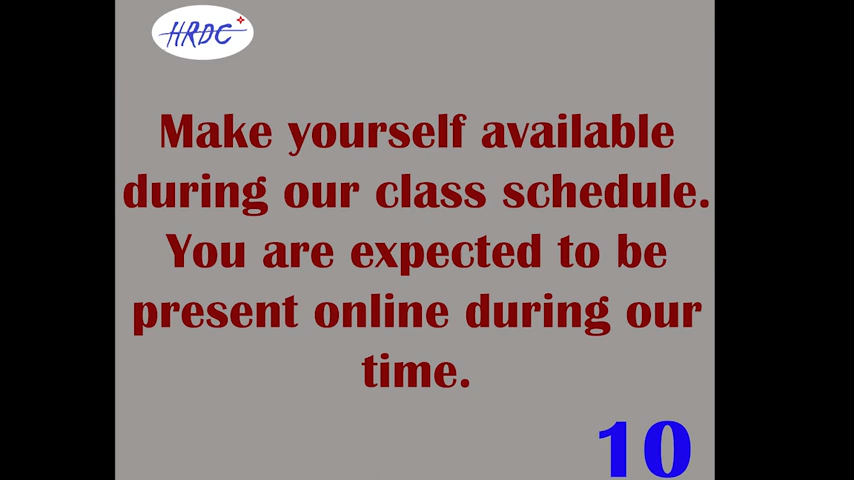 HRDC
Make yourself available
during our class schedule.
You are expected to be
present online during our
time.
10